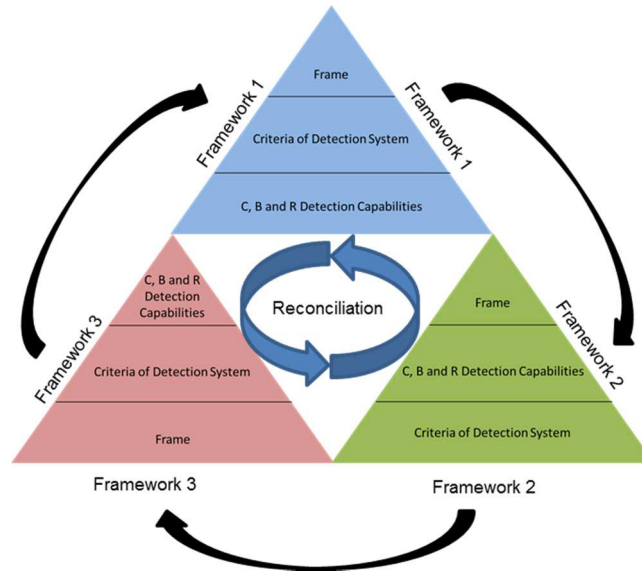 Frame
Framework 1
Framework 1
Criteria of Detection System
C, B and R Detection Capabilities
C, B and R
Detection
Capabilities
Reconciliation
Frame
Framework 3
Framework 2
Criteria of Detection System
C, B and R Detection Capabilities
Frame
Criteria of Detection System
Framework 3
Framework 2